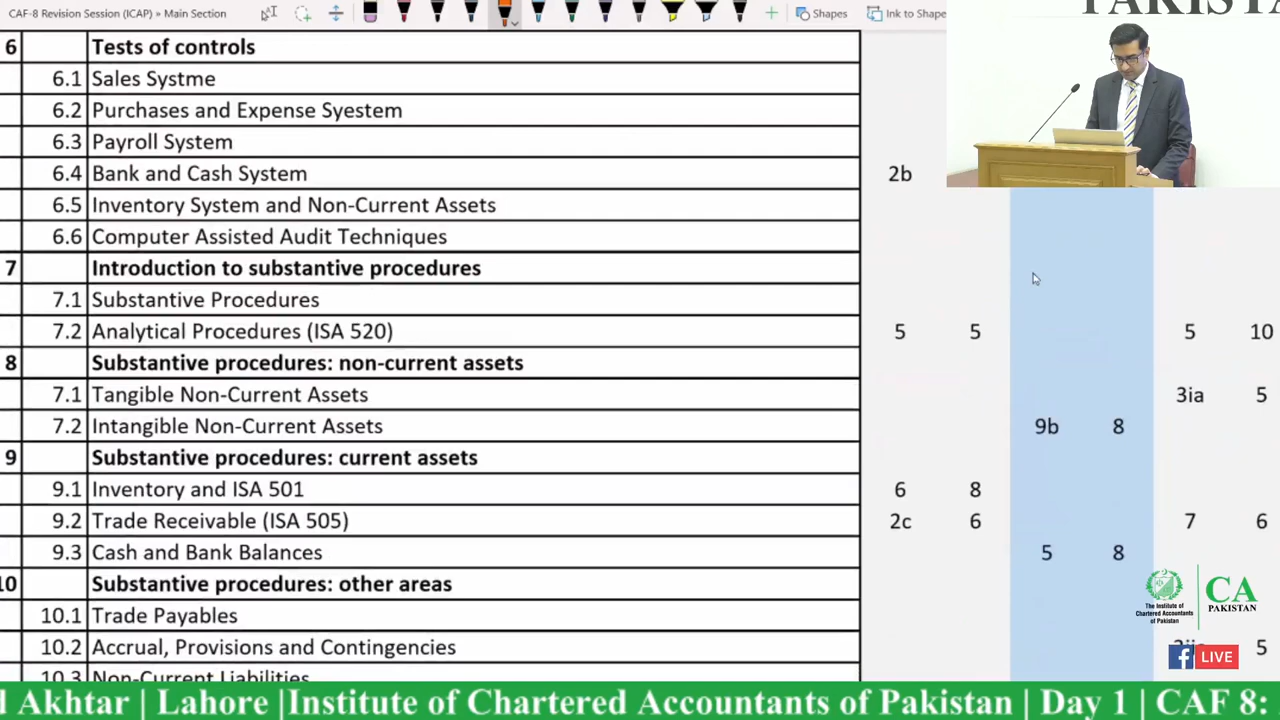 CAF-8 Revision Session (ICAP) » Main Section
Shapes
Ink to Shape
PAKISTAN
6 Tests of controls
6.1 Sales Systme
6.2 Purchases and Expense Syestem
6.3 Payroll System
6.4 Bank and Cash System 2b
6.5 Inventory System and Non-Current Assets
6.6 Computer Assisted Audit Techniques
7 Introduction to substantive procedures
7.1 Substantive Procedures
7.2 Analytical Procedures (ISA 520) 5 5 5 10
8 Substantive procedures: non-current assets
7.1 Tangible Non-Current Assets 3ia 5
7.2 Intangible Non-Current Assets 9b 8
9 Substantive procedures: current assets
9.1 Inventory and ISA 501 6 8
9.2 Trade Receivable (ISA 505) 2c 6 7 6
9.3 Cash and Bank Balances 5 8
10 Substantive procedures: other areas
10.1 Trade Payables
10.2 Accrual, Provisions and Contingencies 5
10.3 Non-Current Liabilities
The Institute of
Chartered Accountants
of Pakistan
CA
PAKISTAN
f LIVE
d Akhtar | Lahore |Institute of Chartered Accountants of Pakistan | Day 1 | CAF 8: